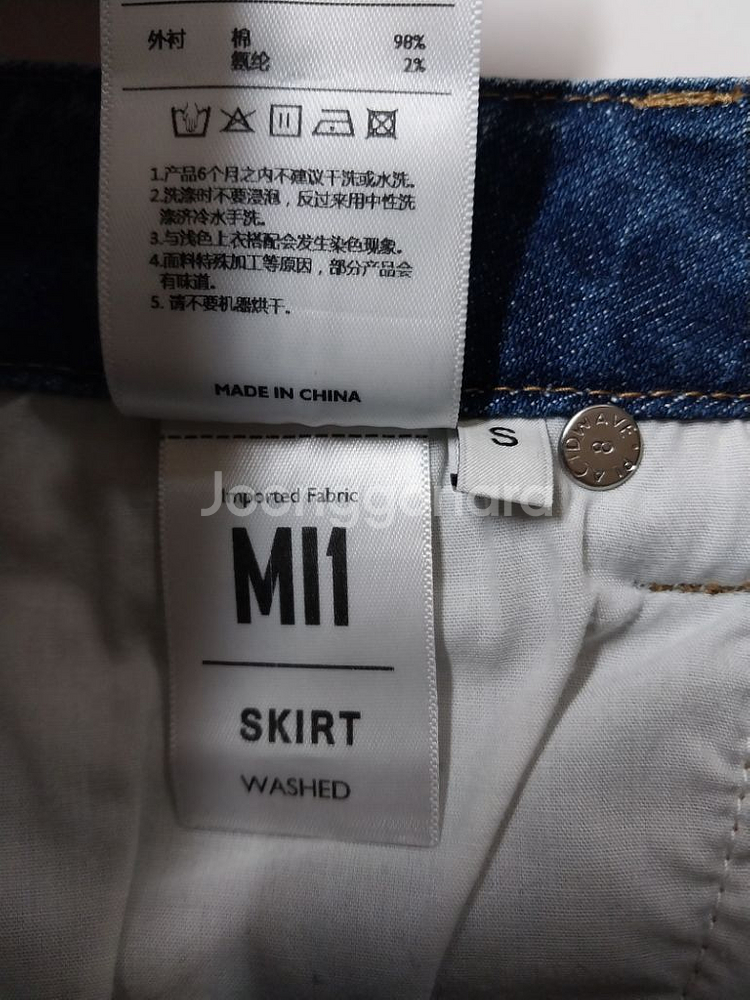 外衬 棉 98%
氨纶 2%
1.产品6个月之内不建议干洗或水洗。
2.洗涤时不要浸泡，反过来用中性洗
涤济冷水手洗。
3.与浅色上衣搭配会发生染色现象。
4.面料特殊加工等原因，部分产品会
有味道。
5. 请不要机器烘干。
MADE IN CHINA
S
Imported Fabric
Joonggonara
MI1
SKIRT
WASHED